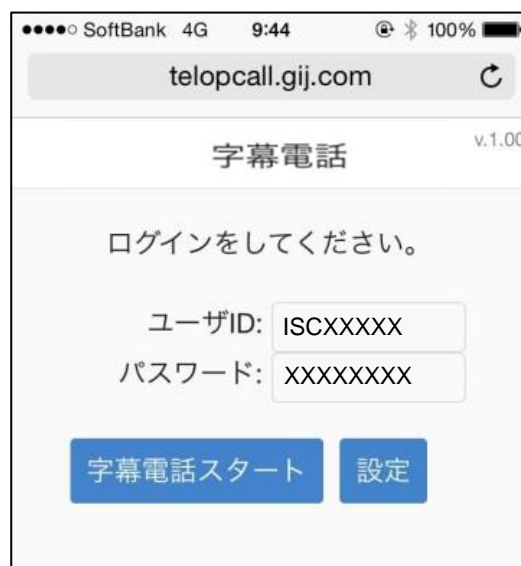 SoftBank 4G 9:44 100%
telopcall.gij.com
字幕電話 v.1.00
ログインをしてください。
ユーザID: ISCXXXXX
パスワード: XXXXXXXX
字幕電話スタート 設定